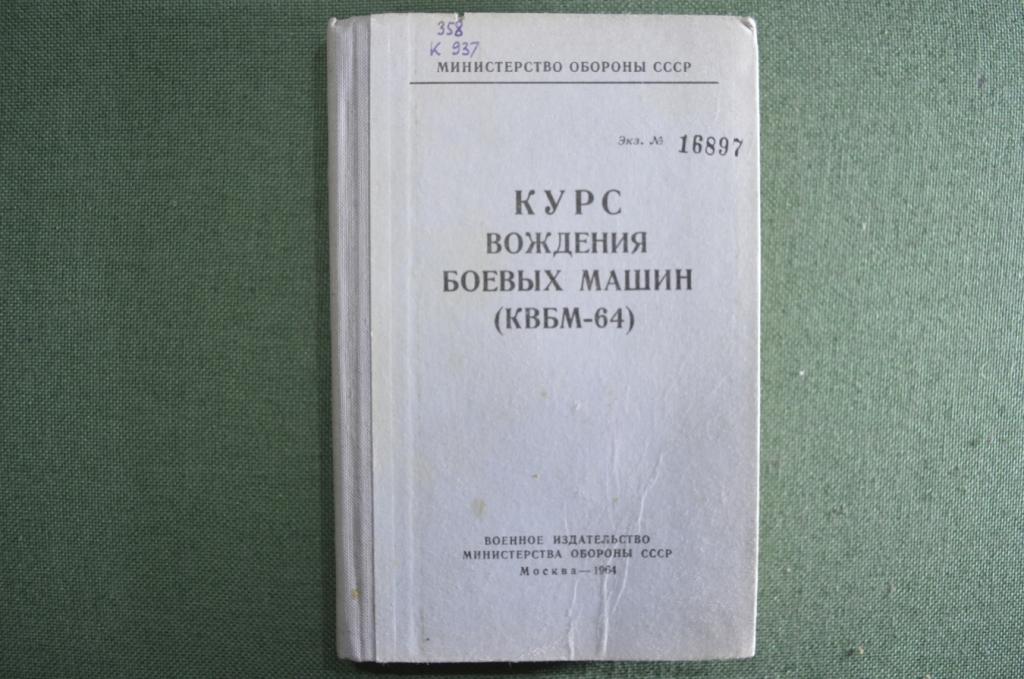 358
К 937
МИНИСТЕРСТВО ОБОРОНЫ СССР
Экз. № 16897
КУРС
ВОЖДЕНИЯ
БОЕВЫХ МАШИН
(КВБМ-64)
ВОЕННОЕ ИЗДАТЕЛЬСТВО
МИНИСТЕРСТВА ОБОРОНЫ СССР
Москва—1964